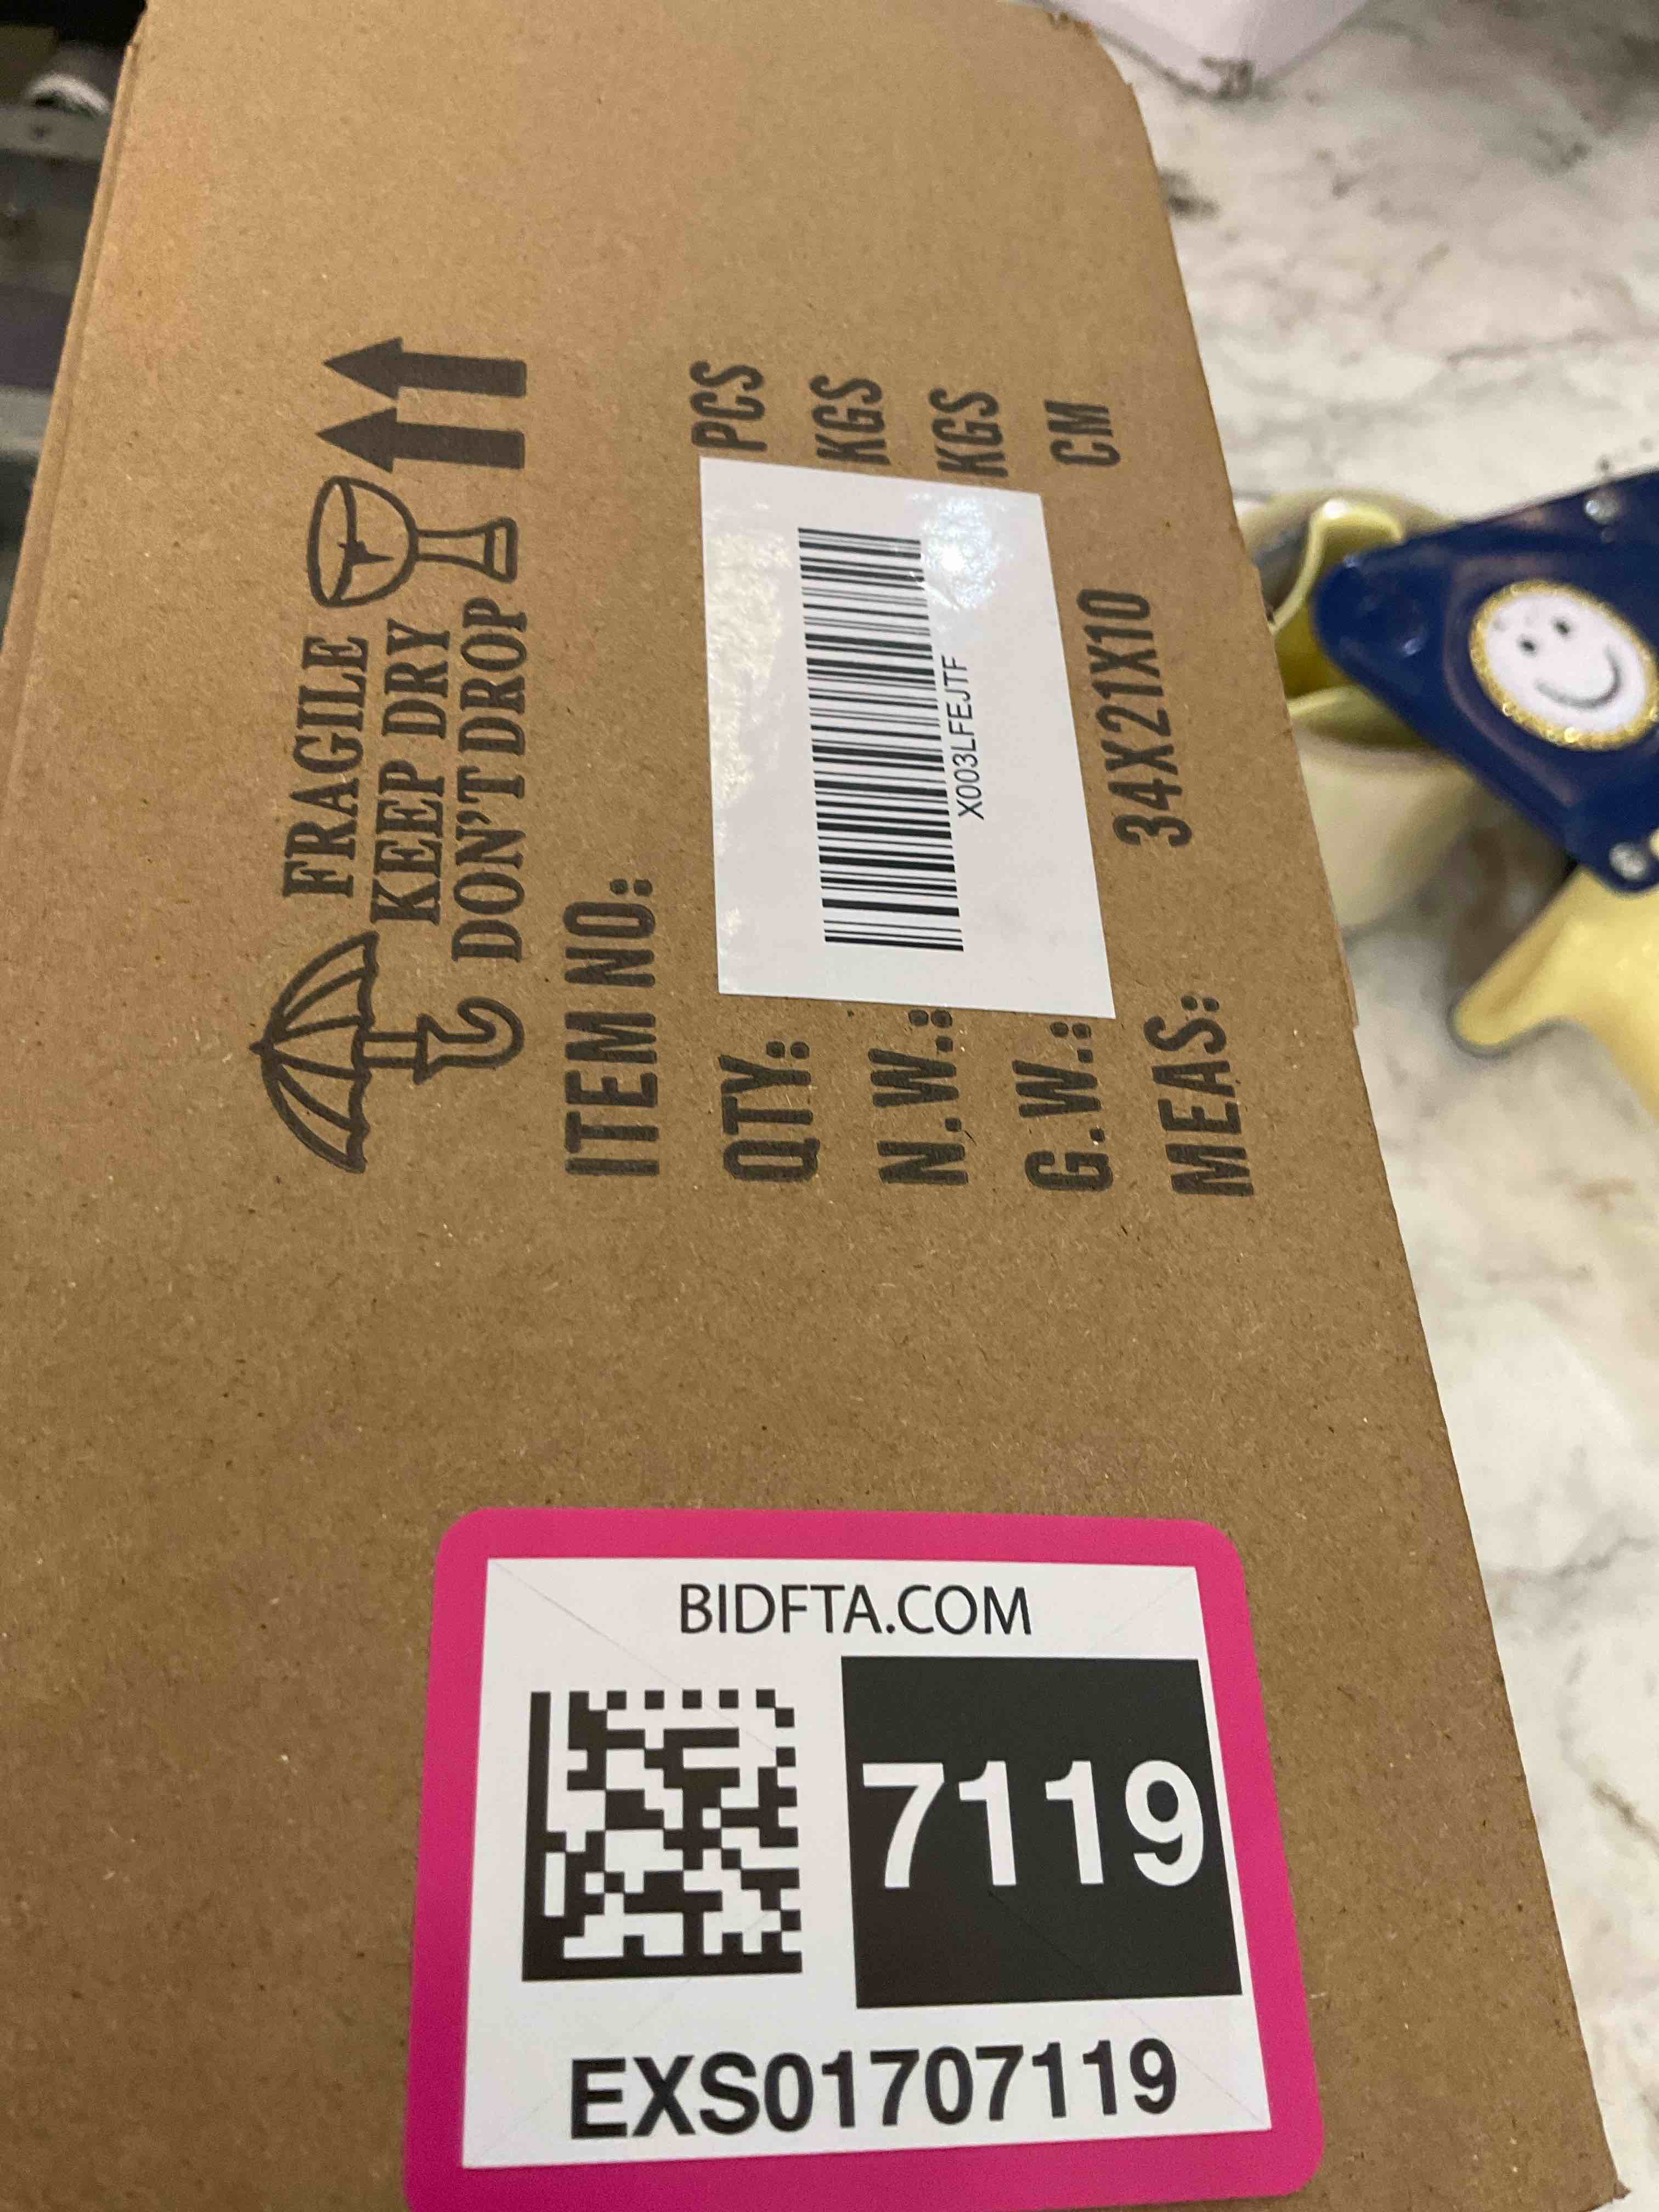 FRAGILE
KEEP DRY
DON'T DROP
ITEM NO:
QTY: PCS
N.W.: KGS
G.W.: KGS
MEAS: 34X21X10 CM
X003LFEJTF
BIDFTA.COM
7119
EXS01707119